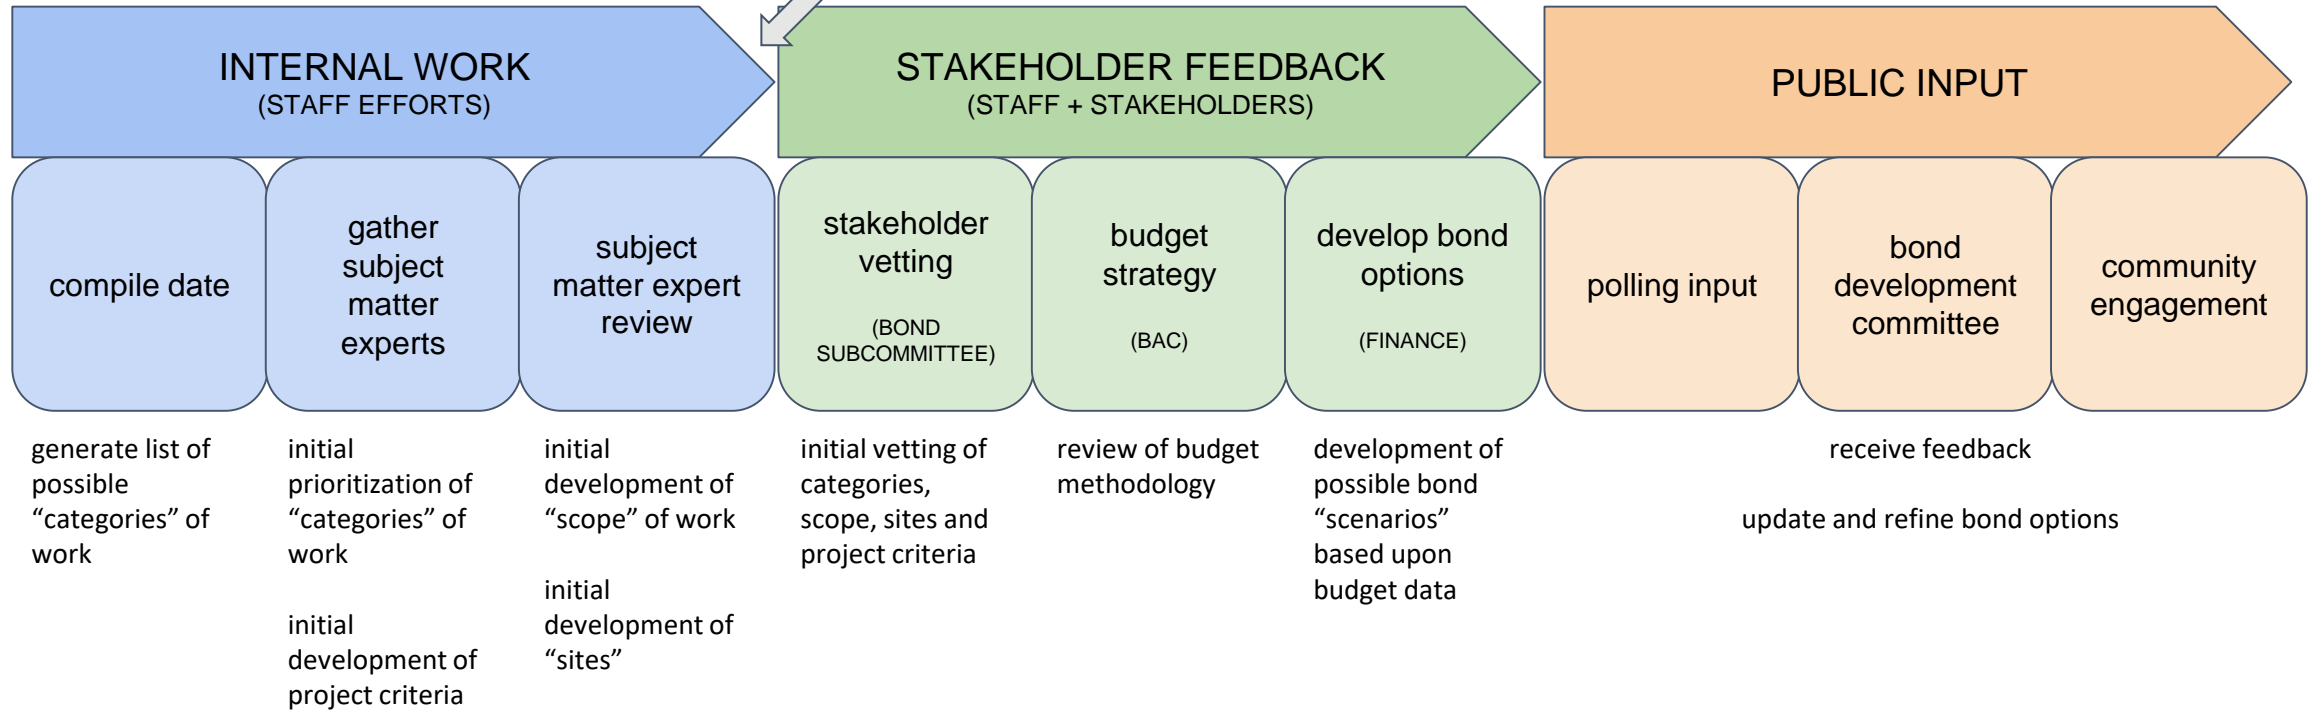 INTERNAL WORK
(STAFF EFFORTS)
STAKEHOLDER FEEDBACK
(STAFF + STAKEHOLDERS)
PUBLIC INPUT
compile date
gather
subject
matter
experts
subject
matter expert
review
stakeholder
vetting
(BOND
SUBCOMMITTEE)
budget
strategy
(BAC)
develop bond
options
(FINANCE)
polling input
bond
development
committee
community
engagement
generate list of
possible
“categories” of
work
initial
prioritization of
“categories” of
work
initial
development of
project criteria
initial
development of
“scope” of work
initial
development of
“sites”
initial vetting of
categories,
scope, sites and
project criteria
review of budget
methodology
development of
possible bond
“scenarios”
based upon
budget data
receive feedback
update and refine bond options